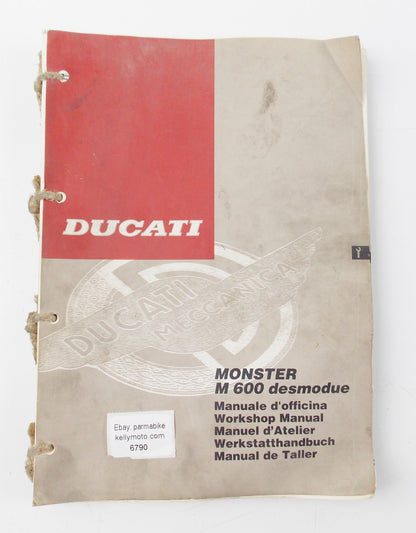 DUCATI
DUCATI
MECCANICA
MONSTER
M 600 desmodue
Manuale d'officina
Workshop Manual
Manuel d'Atelier
Werkstatthandbuch
Manual de Taller
Ebay parmabike
kellymoto.com
6790